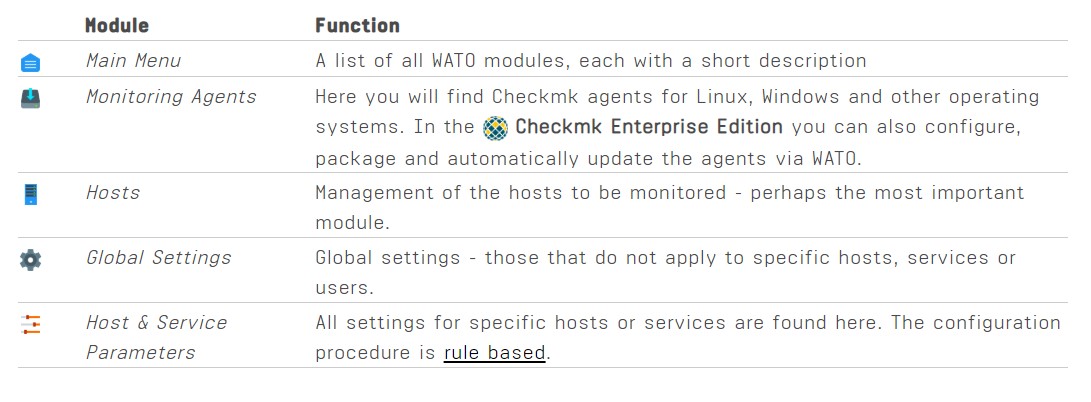 Module Function
Main Menu A list of all WATO modules, each with a short description
Monitoring Agents Here you will find Checkmk agents for Linux, Windows and other operating
systems. In the Checkmk Enterprise Edition you can also configure,
package and automatically update the agents via WATO.
Hosts Management of the hosts to be monitored - perhaps the most important
module.
Global Settings Global settings - those that do not apply to specific hosts, services or
users.
Host & Service All settings for specific hosts or services are found here. The configuration
Parameters procedure is rule based.